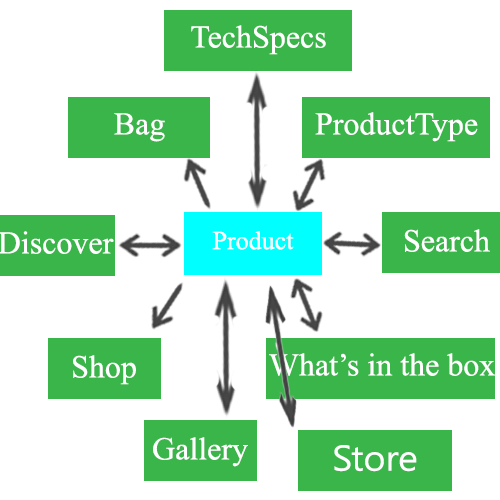 TechSpecs
Bag
ProductType
Discover
Product
Search
Shop
What’s in the box
Gallery
Store